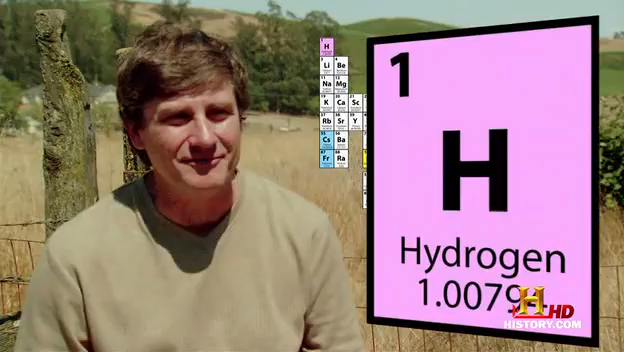 H
Li Be
Na Mg
K Ca Sc
Rb Sr Y
Cs Ba
Fr Ra
1
H
Hydrogen
1.0079
H HD
HISTORY.COM